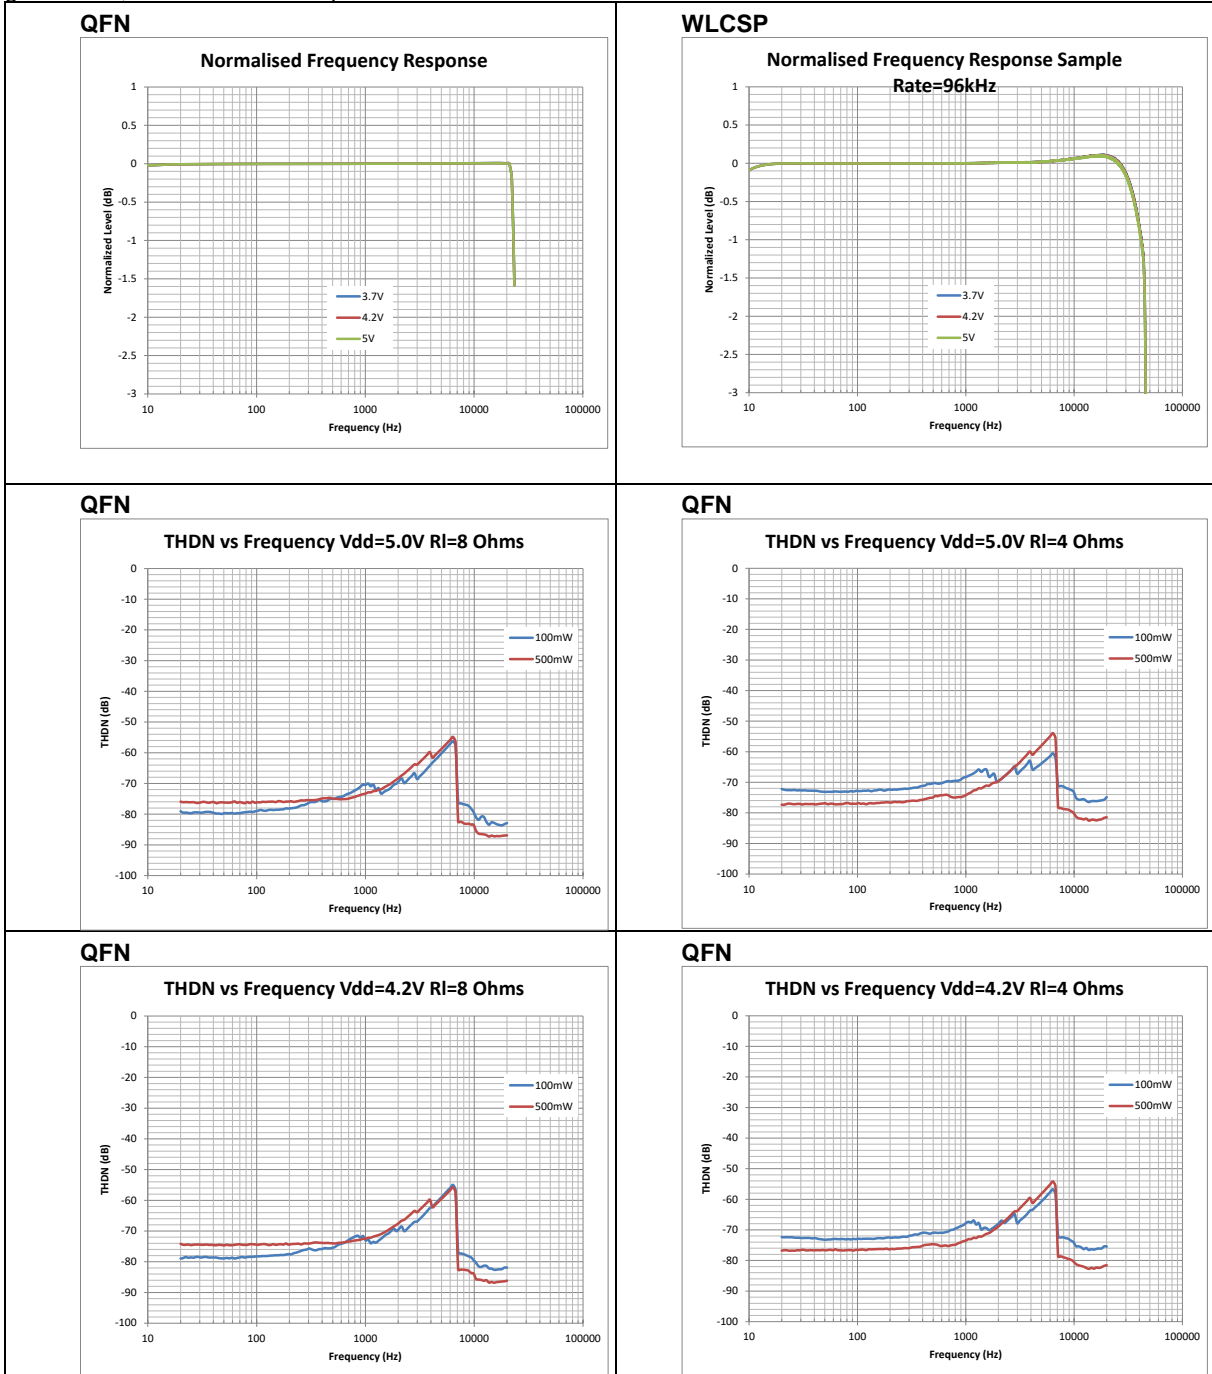 QFN
Normalised Frequency Response
1
0.5
0
-0.5
-1
-1.5
-2
-2.5
-3
Normalized Level (dB)
3.7V
4.2V
5V
10 100 1000 10000 100000
Frequency (Hz)
WLCSP
Normalised Frequency Response Sample
Rate=96kHz
1
0.5
0
-0.5
-1
-1.5
-2
-2.5
-3
Normalized Level (dB)
3.7V
4.2V
5V
10 100 1000 10000 100000
Frequency (Hz)
QFN
THDN vs Frequency Vdd=5.0V Rl=8 Ohms
0
-10
-20
-30
-40
-50
-60
-70
-80
-90
-100
THDN (dB)
100mW
500mW
10 100 1000 10000 100000
Frequency (Hz)
QFN
THDN vs Frequency Vdd=5.0V Rl=4 Ohms
0
-10
-20
-30
-40
-50
-60
-70
-80
-90
-100
THDN (dB)
100mW
500mW
10 100 1000 10000 100000
Frequency (Hz)
QFN
THDN vs Frequency Vdd=4.2V Rl=8 Ohms
0
-10
-20
-30
-40
-50
-60
-70
-80
-90
-100
THDN (dB)
100mW
500mW
10 100 1000 10000 100000
Frequency (Hz)
QFN
THDN vs Frequency Vdd=4.2V Rl=4 Ohms
0
-10
-20
-30
-40
-50
-60
-70
-80
-90
-100
THDN (dB)
100mW
500mW
10 100 1000 10000 100000
Frequency (Hz)